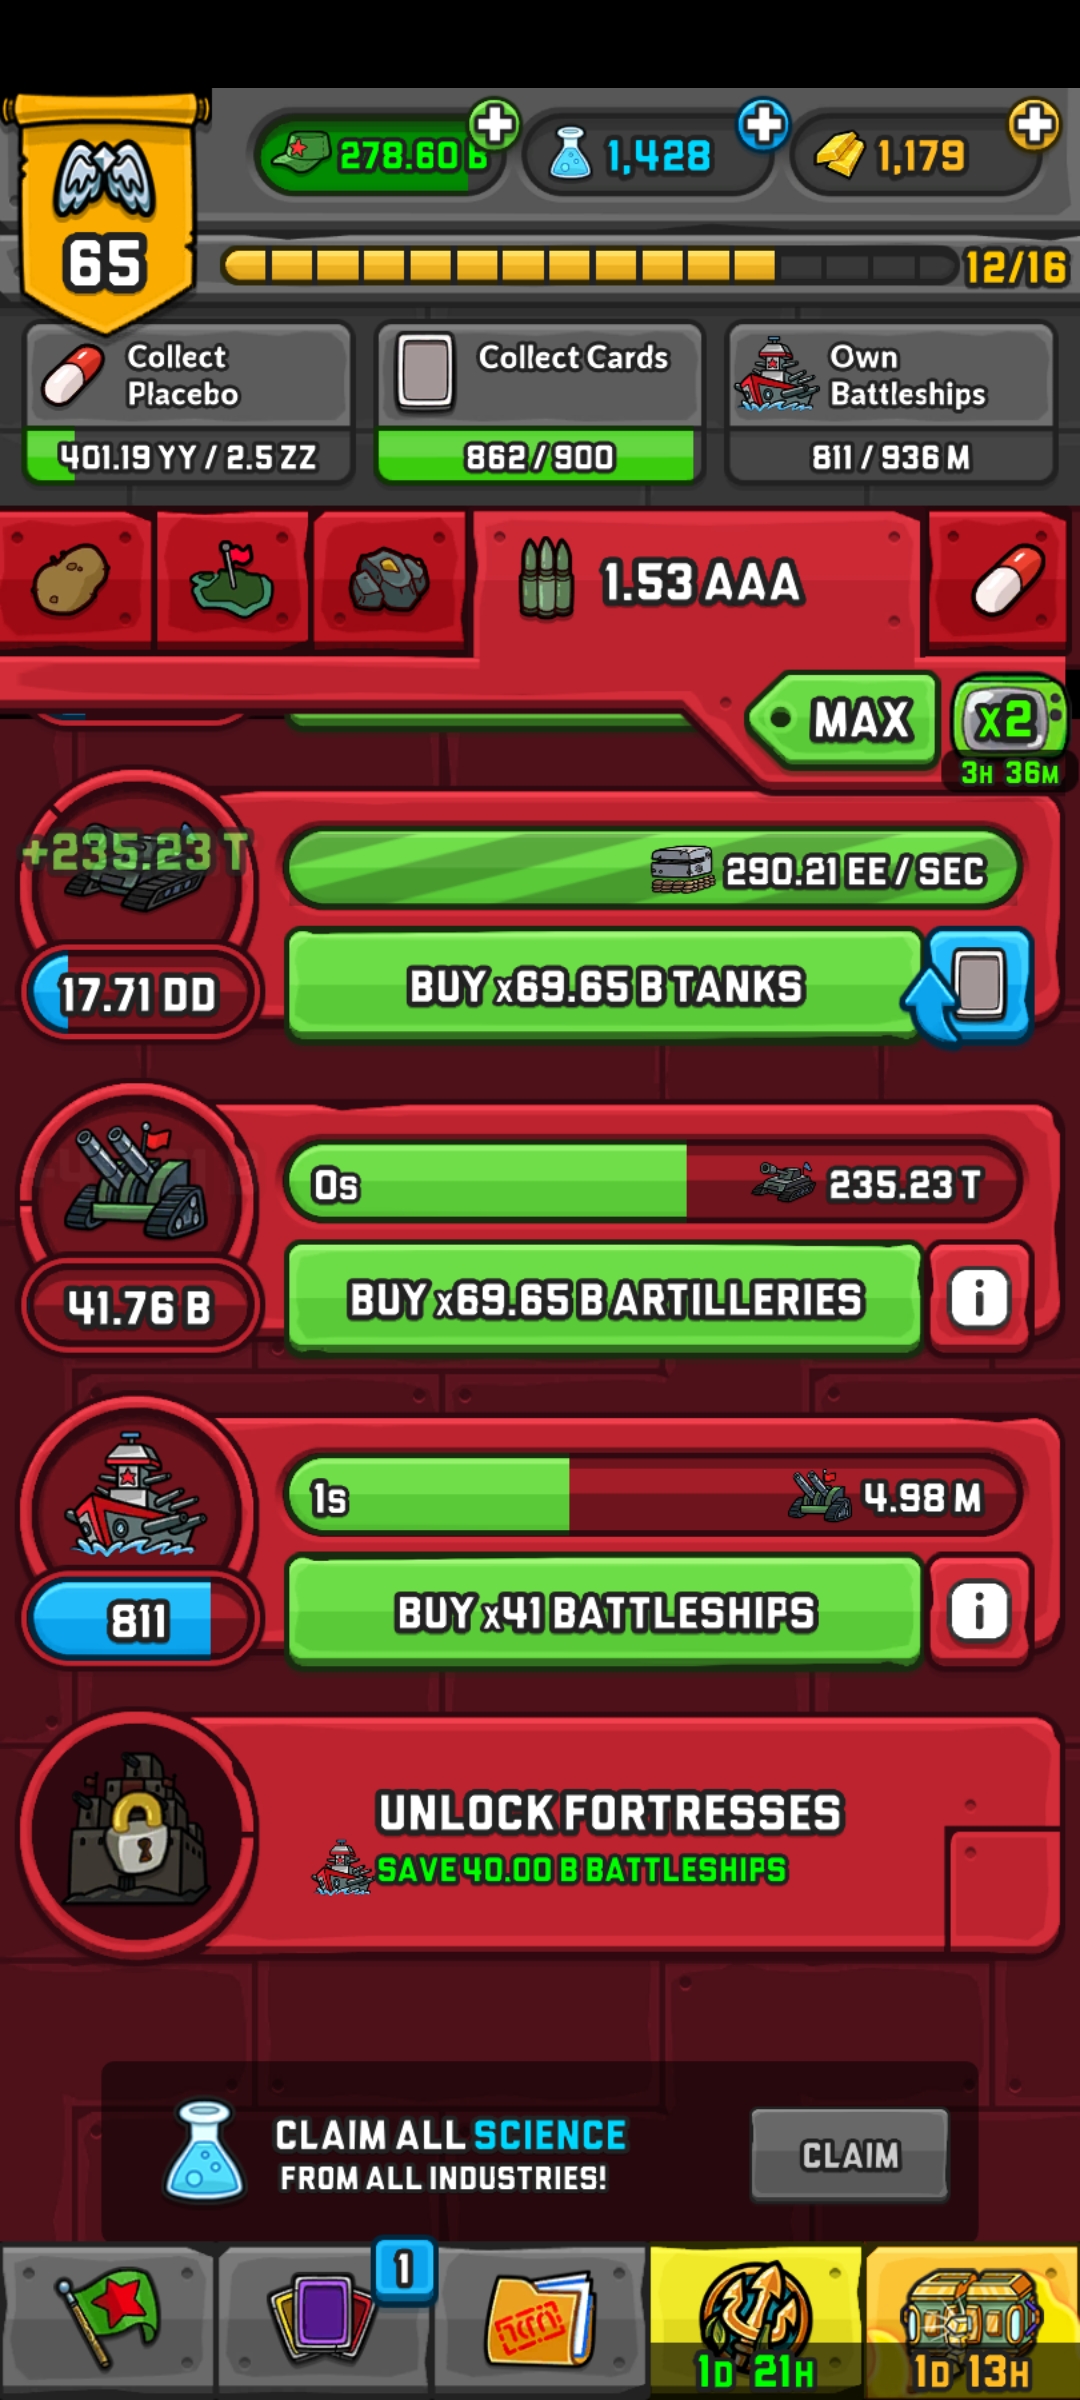 278.60 B
1,428
1,179
65
12/16
Collect
Placebo
Collect Cards
Own
Battleships
401.19 YY / 2.5 ZZ
862/900
811 / 936 M
1.53 AAA
MAX
x2
3H 36M
+235.23 T
290.21 EE / SEC
17.71 DD
BUY x69.65 B TANKS
0s
235.23 T
41.76 B
BUY x69.65 B ARTILLERIES
i
1s
4.98 M
811
BUY x41 BATTLESHIPS
i
UNLOCK FORTRESSES
SAVE 40.00 B BATTLESHIPS
CLAIM ALL SCIENCE
FROM ALL INDUSTRIES!
CLAIM
1
1D 21H
1D 13H